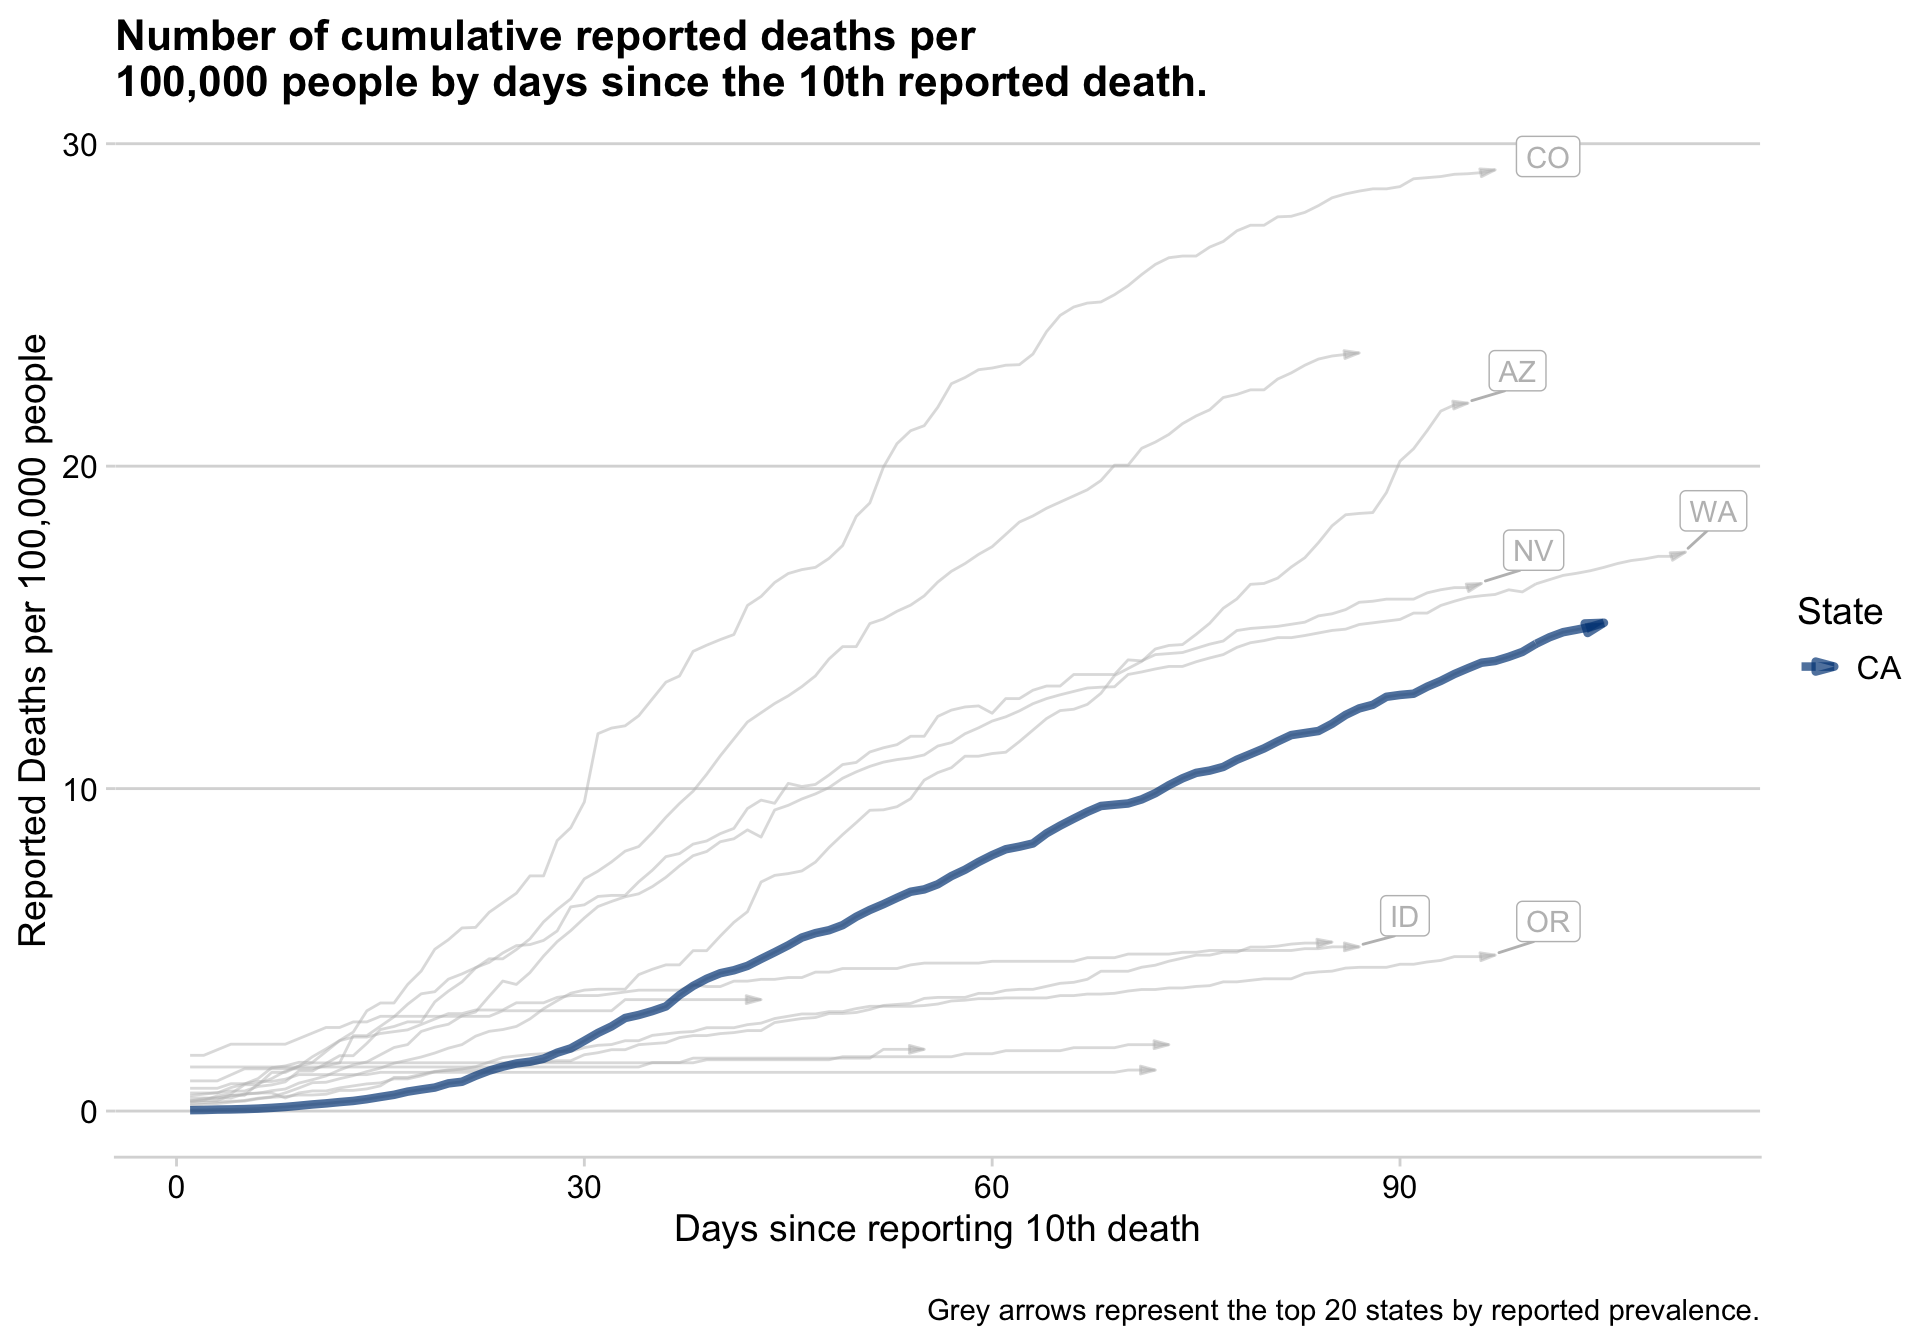 Number of cumulative reported deaths per
100,000 people by days since the 10th reported death.
Reported Deaths per 100,000 people
30
20
10
0
CO
AZ
WA
NV
ID
OR
State
CA
0
30
60
90
Days since reporting 10th death
Grey arrows represent the top 20 states by reported prevalence.